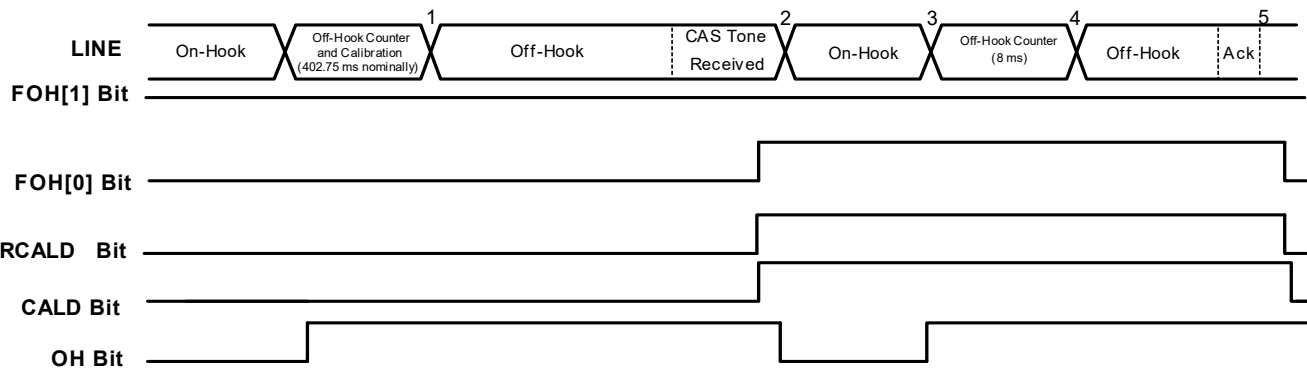 1 2 3 4 5
LINE
On-Hook
Off-Hook Counter
and Calibration
(402.75 ms nominally)
Off-Hook
CAS Tone
Received
On-Hook
Off-Hook Counter
(8 ms)
Off-Hook
Ack
FOH[1] Bit
FOH[0] Bit
RCALD Bit
CALD Bit
OH Bit